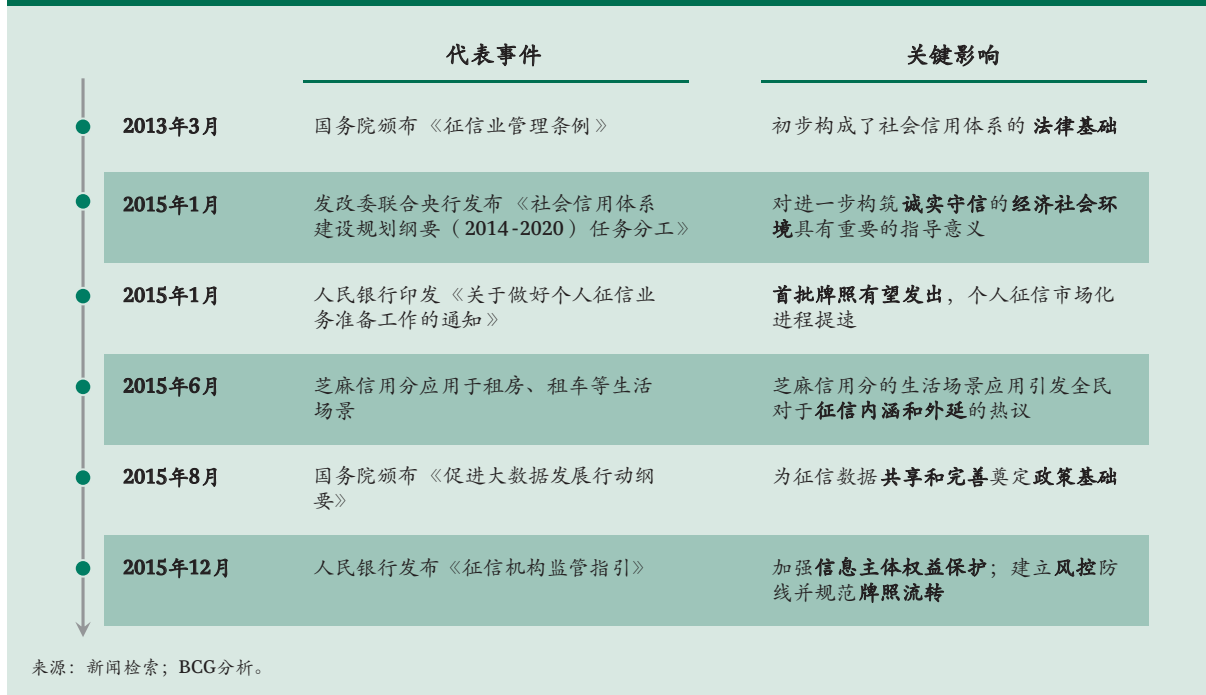 代表事件
关键影响
2013年3月
国务院颁布《征信业管理条例》
初步构成了社会信用体系的 法律基础
2015年1月
发改委联合央行发布《社会信用体系
建设规划纲要（2014-2020）任务分工》
对进一步构筑诚实守信的经济社会环
境具有重要的指导意义
2015年1月
人民银行印发《关于做好个人征信业
务准备工作的通知》
首批牌照有望发出，个人征信市场化
进程提速
2015年6月
芝麻信用分应用于租房、租车等生活
场景
芝麻信用分的生活场景应用引发全民
对于征信内涵和外延的热议
2015年8月
国务院颁布《促进大数据发展行动纲
要》
为征信数据共享和完善奠定政策基础
2015年12月
人民银行发布《征信机构监管指引》
加强信息主体权益保护；建立风控防
线并规范牌照流转
来源：新闻检索；BCG分析。